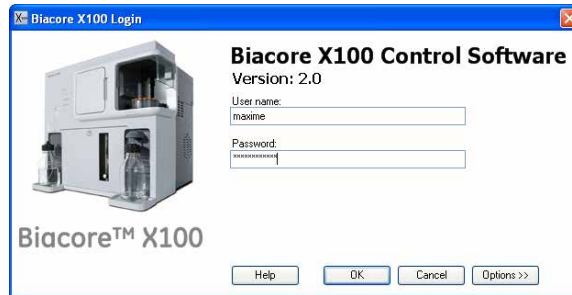 Biacore X100 Login
Biacore X100 Control Software
Version: 2.0
User name:
maxime
Password:
************
Biacore™ X100
Help OK Cancel Options >>